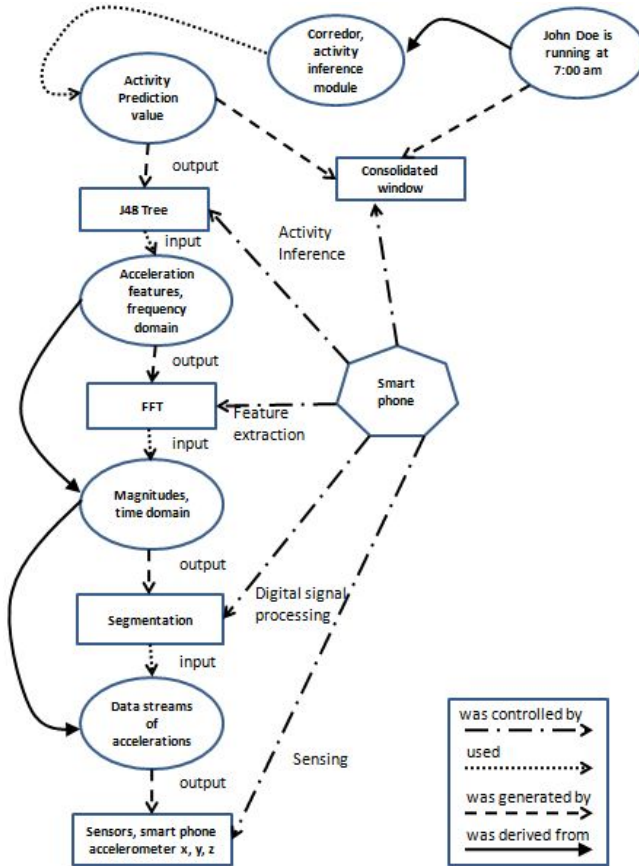 Corredor,
activity
inference
module
John Doe is
running at
7:00 am
Activity
Prediction
value
output
Consolidated
window
J48 Tree
input
Activity
Inference
Acceleration
features,
frequency
domain
output
Smart
phone
FFT
Feature
extraction
input
Magnitudes,
time domain
output
Digital signal
processing
Segmentation
input
Data streams
of
accelerations
output
Sensing
Sensors, smart phone
accelerometer x, y, z
was controlled by
used
was generated by
was derived from